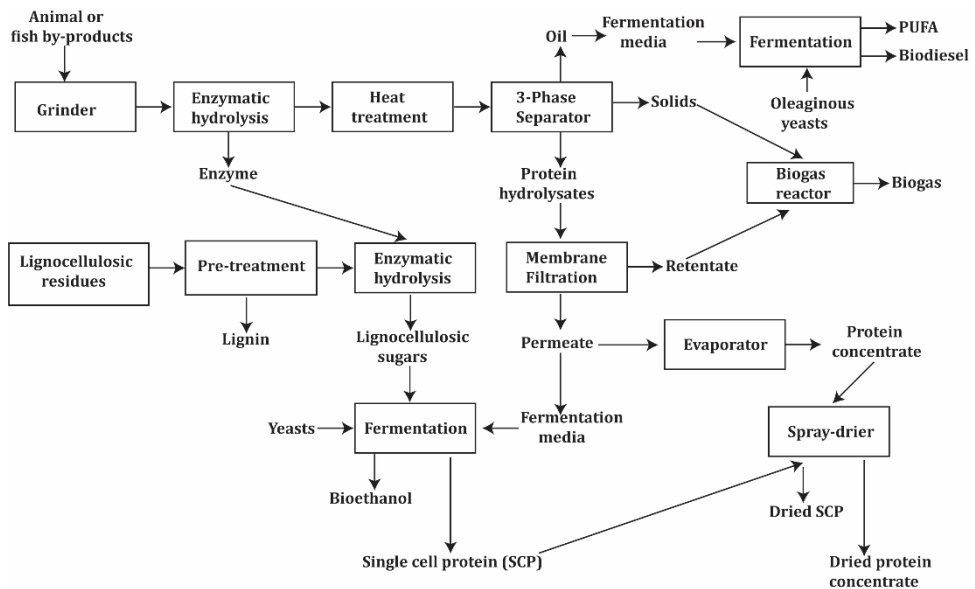 Animal or
fish by-products
Grinder
Enzymatic
hydrolysis
Heat
treatment
3-Phase
Separator
Oil
Fermentation
media
Fermentation
PUFA
Biodiesel
Oleaginous
yeasts
Solids
Enzyme
Protein
hydrolysates
Biogas
reactor
Biogas
Lignocellulosic
residues
Pre-treatment
Enzymatic
hydrolysis
Membrane
Filtration
Retentate
Lignin
Lignocellulosic
sugars
Permeate
Evaporator
Protein
concentrate
Yeasts
Fermentation
Fermentation
media
Spray-drier
Bioethanol
Dried SCP
Single cell protein (SCP)
Dried protein
concentrate